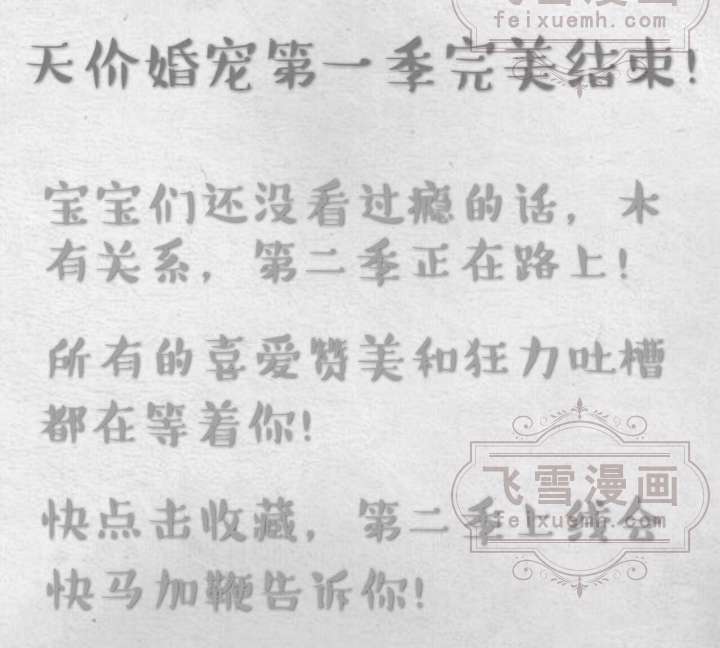 飞雪漫画
feixuemh.com
天价婚宠第一季完美结束!
宝宝们还没看过瘾的话，木
有关系，第二季正在路上!
所有的喜爱赞美和狂力吐槽
都在等着你!
飞雪漫画
feixuemh.com
快点击收藏，第二季上线会
快马加鞭告诉你!